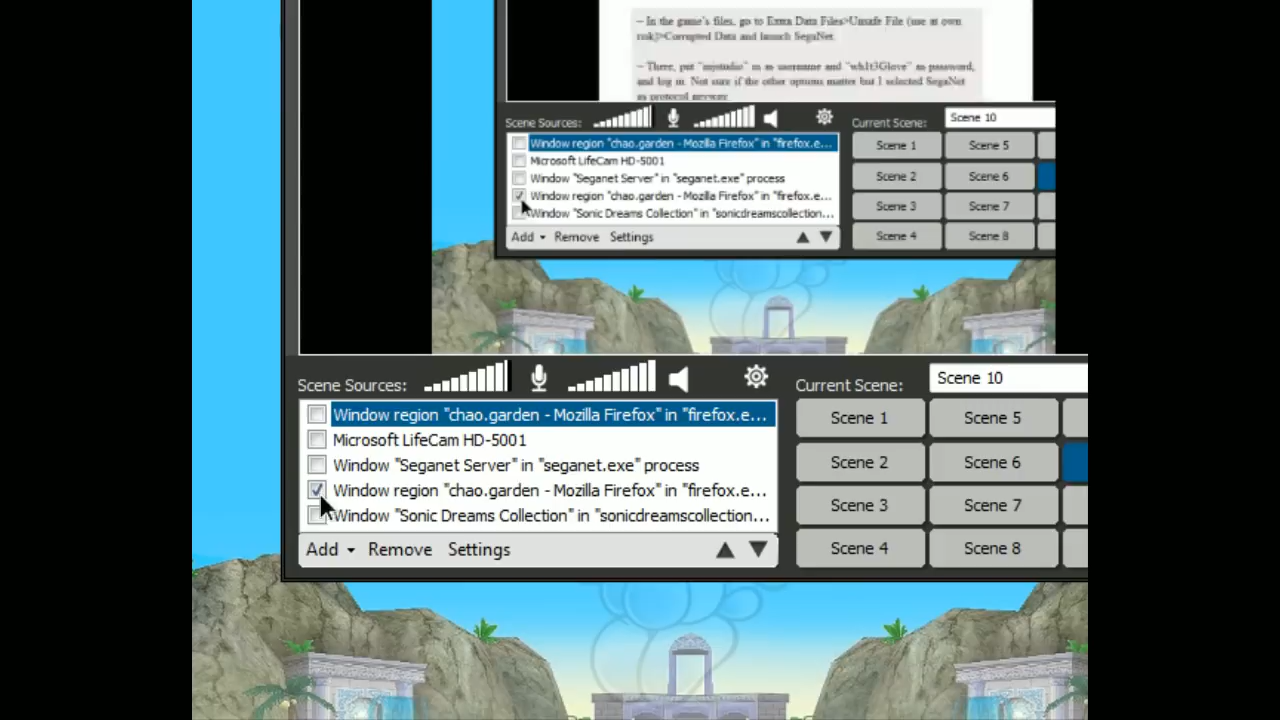 – In the game's files, go to Extra Data Files>Unsafe File (use at own
risk)>Corrupted Data and launch SegaNet
– There, put "mjstudio" in as username and "wh1t3Glove" as password,
and log in. Not sure if the other options matter but I selected SegaNet
as protocol anyway
Scene Sources:
Current Scene:
Scene 10
Window region "chao.garden - Mozilla Firefox" in "firefox.e...
Microsoft LifeCam HD-5001
Window "Seganet Server" in "seganet.exe" process
Window region "chao.garden - Mozilla Firefox" in "firefox.e...
Window "Sonic Dreams Collection" in "sonicdreamscollection...
Add
Remove
Settings
Scene 1
Scene 5
Scene 2
Scene 6
Scene 3
Scene 7
Scene 4
Scene 8
Scene Sources:
Current Scene:
Scene 10
Window region "chao.garden - Mozilla Firefox" in "firefox.e...
Microsoft LifeCam HD-5001
Window "Seganet Server" in "seganet.exe" process
Window region "chao.garden - Mozilla Firefox" in "firefox.e...
Window "Sonic Dreams Collection" in "sonicdreamscollection...
Add
Remove
Settings
Scene 1
Scene 5
Scene 2
Scene 6
Scene 3
Scene 7
Scene 4
Scene 8